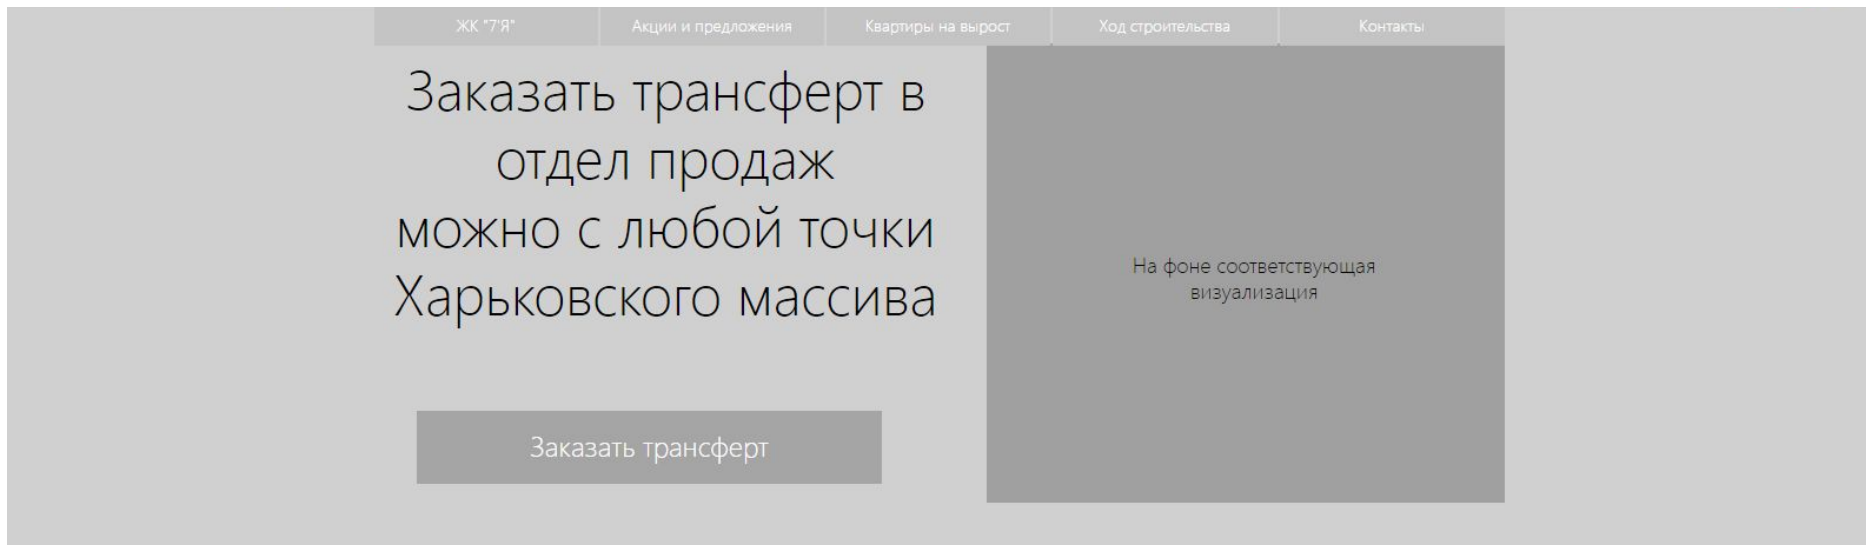 ЖК "7'Я" Акции и предложения Квартиры на вырост Ход строительства Контакты
Заказать трансферт в
отдел продаж
можно с любой точки
Харьковского массива
Заказать трансферт
На фоне соответствующая
визуализация